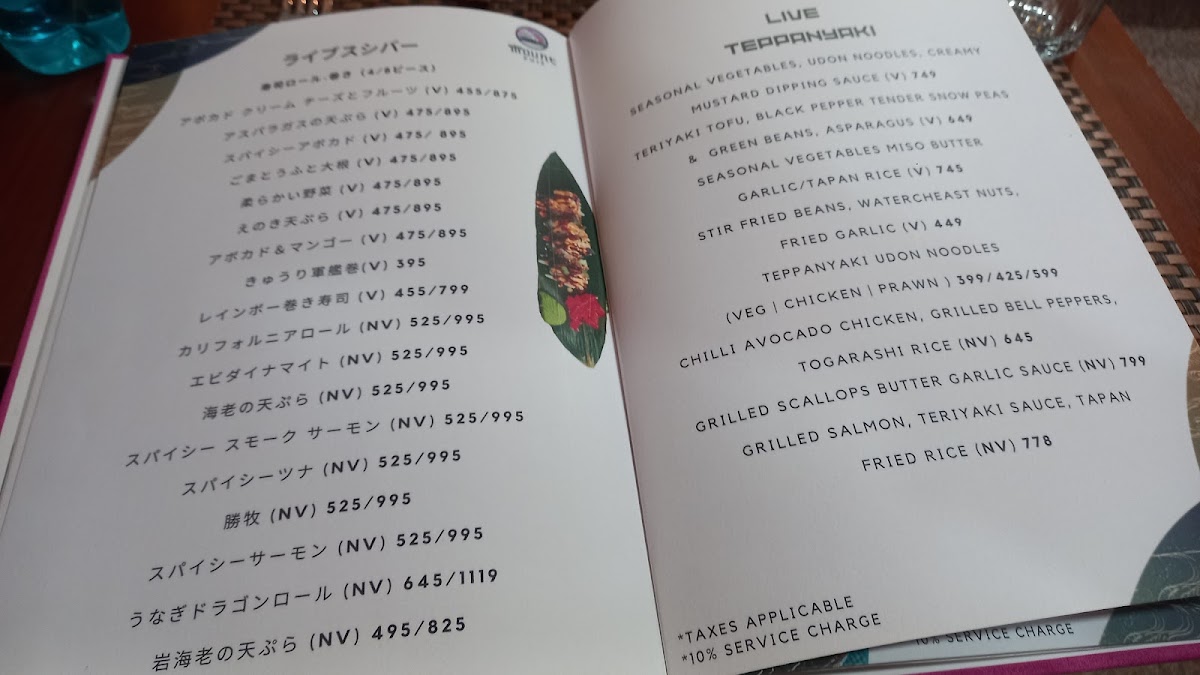 ライブスシバー
寿司ロール.巻き (4/8ピース)
アボカド クリーム チーズとフルーツ (V) 455/875
アスパラガスの天ぷら (V) 475/895
スパイシーアボカド (V) 475/ 895
ごまとうふと大根 (V) 475/895
柔らかい野菜 (V) 475/895
えのき天ぷら (V) 475/895
アボカド&マンゴー (V) 475/895
きゅうり軍艦巻(V) 395
レインボー巻き寿司 (V) 455/799
カリフォルニアロール (NV) 525/995
エビダイナマイト (NV) 525/995
海老の天ぷら (NV) 525/995
スパイシー スモーク サーモン (NV) 525/995
スパイシーツナ (NV) 525/995
勝牧 (NV) 525/995
スパイシーサーモン (NV) 525/995
うなぎドラゴンロール (NV) 645/1119
岩海老の天ぷら (NV) 495/825
LIVE
TEPPANYAKI
SEASONAL VEGETABLES, UDON NOODLES, CREAMY
MUSTARD DIPPING SAUCE (V) 749
TERIYAKI TOFU, BLACK PEPPER TENDER SNOW PEAS
& GREEN BEANS, ASPARAGUS (V) 649
SEASONAL VEGETABLES MISO BUTTER
GARLIC/TAPAN RICE (V) 745
STIR FRIED BEANS, WATERCHEAST NUTS,
FRIED GARLIC (V) 449
TEPPANYAKI UDON NOODLES
(VEG | CHICKEN | PRAWN ) 399/425/599
CHILLI AVOCADO CHICKEN, GRILLED BELL PEPPERS,
TOGARASHI RICE (NV) 645
GRILLED SCALLOPS BUTTER GARLIC SAUCE (NV) 799
GRILLED SALMON, TERIYAKI SAUCE, TAPAN
FRIED RICE (NV) 778
*TAXES APPLICABLE
*10% SERVICE CHARGE
10% SERVICE CHARGE